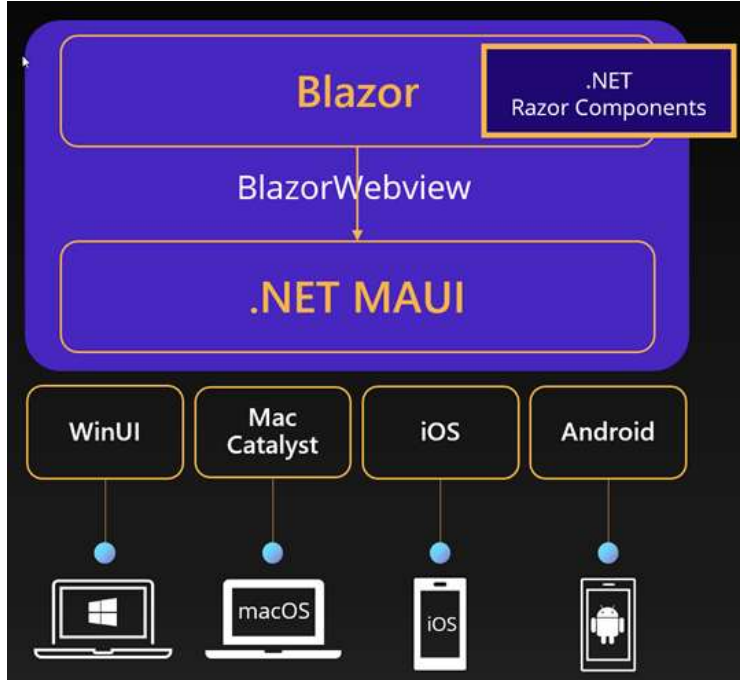 Blazor
.NET
Razor Components
BlazorWebview
.NET MAUI
WinUI
Mac
Catalyst
iOS
Android
macOS
iOS